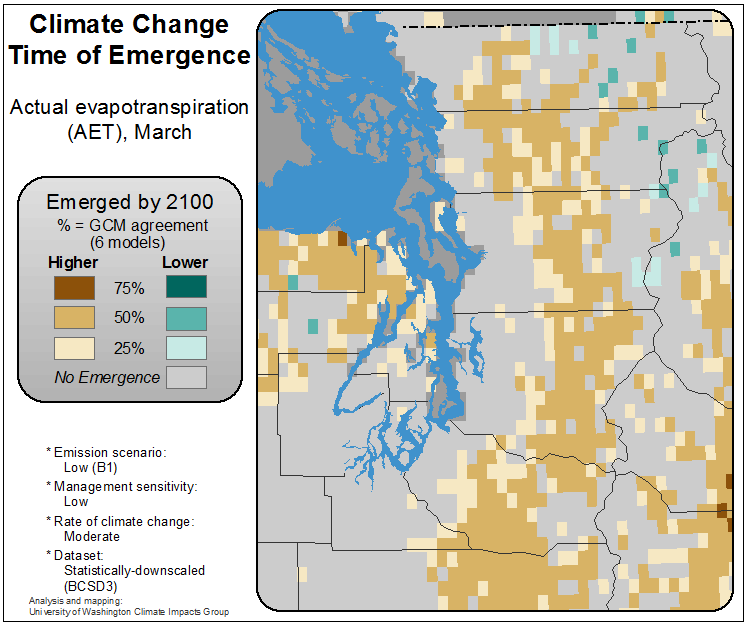 Climate Change
Time of Emergence
Actual evapotranspiration
(AET), March
Emerged by 2100
% = GCM agreement
(6 models)
Higher Lower
75%
50%
25%
No Emergence
* Emission scenario:
Low (B1)
* Management sensitivity:
Low
* Rate of climate change:
Moderate
* Dataset:
Statistically-downscaled
(BCSD3)
Analysis and mapping:
University of Washington Climate Impacts Group